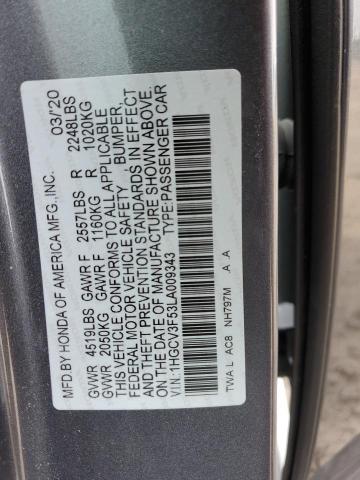 MFD.BY HONDA OF AMERICA MFG.,INC. 03/'20
GVWR 4519LBS GAWR F 2557LBS R 2248LBS
GVWR 2050KG GAWR F 1160KG R 1020KG
THIS VEHICLE CONFORMS TO ALL APPLICABLE
FEDERAL MOTOR VEHICLE SAFETY, BUMPER,
AND THEFT PREVENTION STANDARDS IN EFFECT
ON THE DATE OF MANUFACTURE SHOWN ABOVE.
V.I.N.:1HGCV3F53LA009343 TYPE:PASSENGER CAR
TWA L AC8 NH797M A A